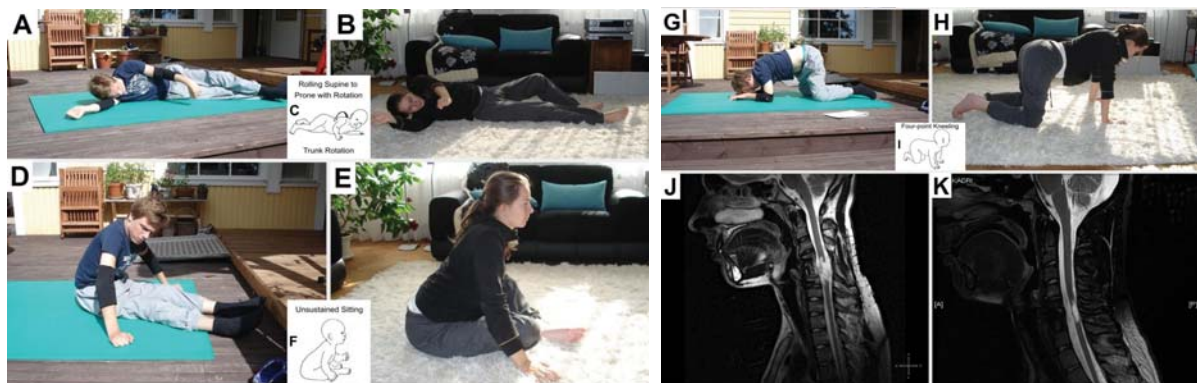 A
B
Rolling Supine to
Prone with Rotation
C
Trunk Rotation
D
E
Unsustained Sitting
F
G
H
Four-point Kneeling
I
J
K
[A]